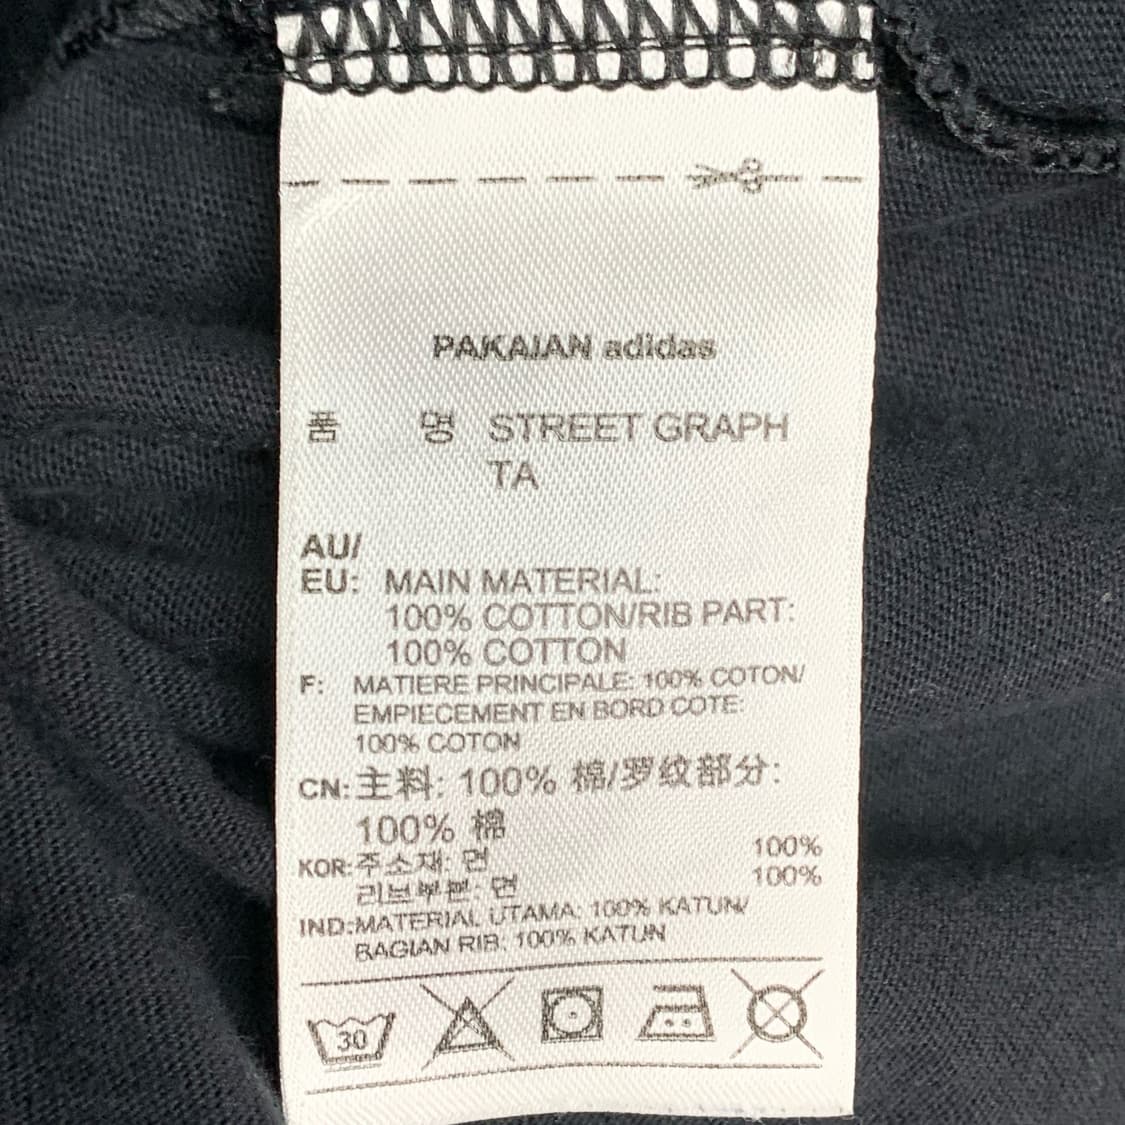 PAKAIAN adidas
품 명 STREET GRAPH
TA
AU/
EU: MAIN MATERIAL:
100% COTTON/RIB PART:
100% COTTON
F: MATIERE PRINCIPALE: 100% COTON/
EMPIECEMENT EN BORD COTE:
100% COTON
CN: 主料: 100% 棉/罗纹部分:
100% 棉
KOR: 주소재: 면 100%
리브부분: 면 100%
IND: MATERIAL UTAMA: 100% KATUN/
BAGIAN RIB: 100% KATUN
30